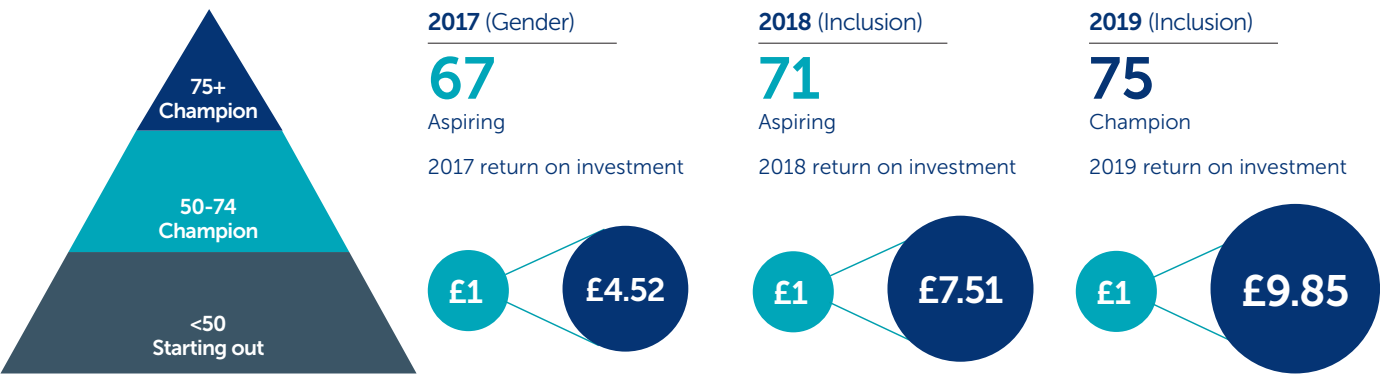 75+
Champion
50-74
Champion
<50
Starting out
2017 (Gender)
67
Aspiring
2017 return on investment
£1
£4.52
2018 (Inclusion)
71
Aspiring
2018 return on investment
£1
£7.51
2019 (Inclusion)
75
Champion
2019 return on investment
£1
£9.85